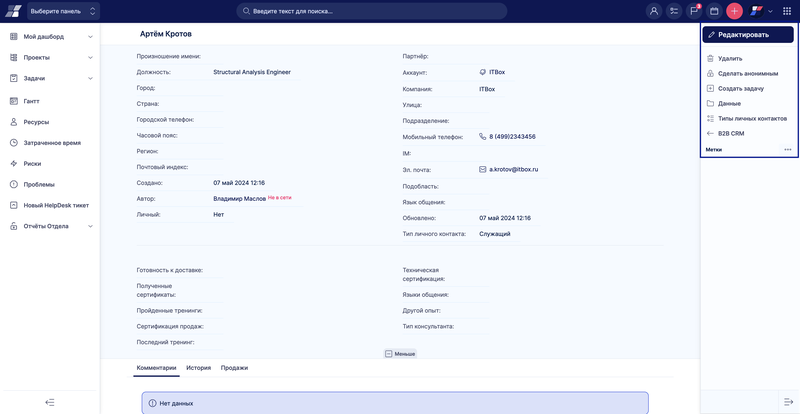 Выберите панель
Введите текст для поиска...
Мой дашборд
Проекты
Задачи
Гантт
Ресурсы
Затраченное время
Риски
Проблемы
Новый HelpDesk тикет
Отчёты Отдела
Артём Кротов
Произношение имени:
Должность: Structural Analysis Engineer
Город:
Страна:
Городской телефон:
Часовой пояс:
Регион:
Почтовый индекс:
Создано: 07 май 2024 12:16
Автор: Владимир Маслов Не в сети
Личный: Нет
Партнёр:
Аккаунт: ITBox
Компания: ITBox
Улица:
Подразделение:
Мобильный телефон: 8 (499)2343456
IM:
Эл. почта: a.krotov@itbox.ru
Подобласть:
Язык общения:
Обновлено: 07 май 2024 12:16
Тип личного контакта: Служащий
Готовность к доставке:
Полученные
сертификаты:
Пройденные тренинги:
Сертификация продаж:
Последний тренинг:
Техническая
сертификация:
Языки общения:
Другой опыт:
Тип консультанта:
Меньше
Комментарии История Продажи
Нет данных
Редактировать
Удалить
Сделать анонимным
Создать задачу
Данные
Типы личных контактов
B2B CRM
Метки